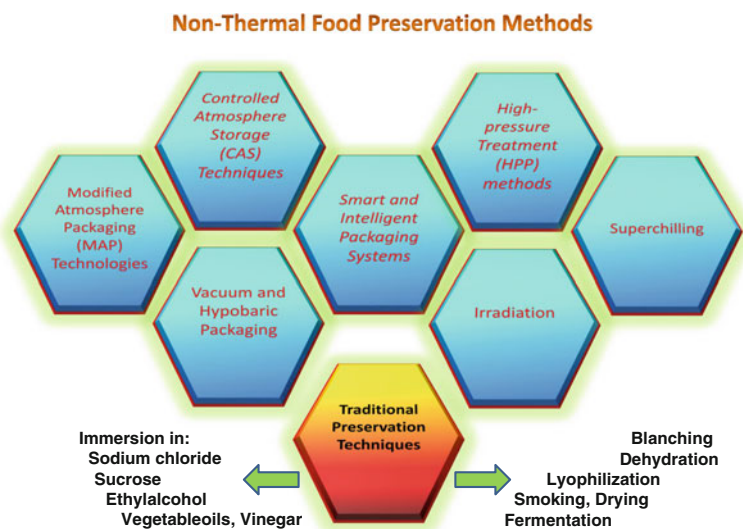 Non-Thermal Food Preservation Methods
Controlled
Atmosphere
Storage
(CAS)
Techniques
High-
pressure
Treatment
(HPP)
methods
Modified
Atmosphere
Packaging
(MAP)
Technologies
Smart and
Intelligent
Packaging
Systems
Superchilling
Vacuum and
Hypobaric
Packaging
Irradiation
Traditional
Preservation
Techniques
Immersion in:
Sodium chloride
Sucrose
Ethylalcohol
Vegetableoils, Vinegar
Blanching
Dehydration
Lyophilization
Smoking, Drying
Fermentation